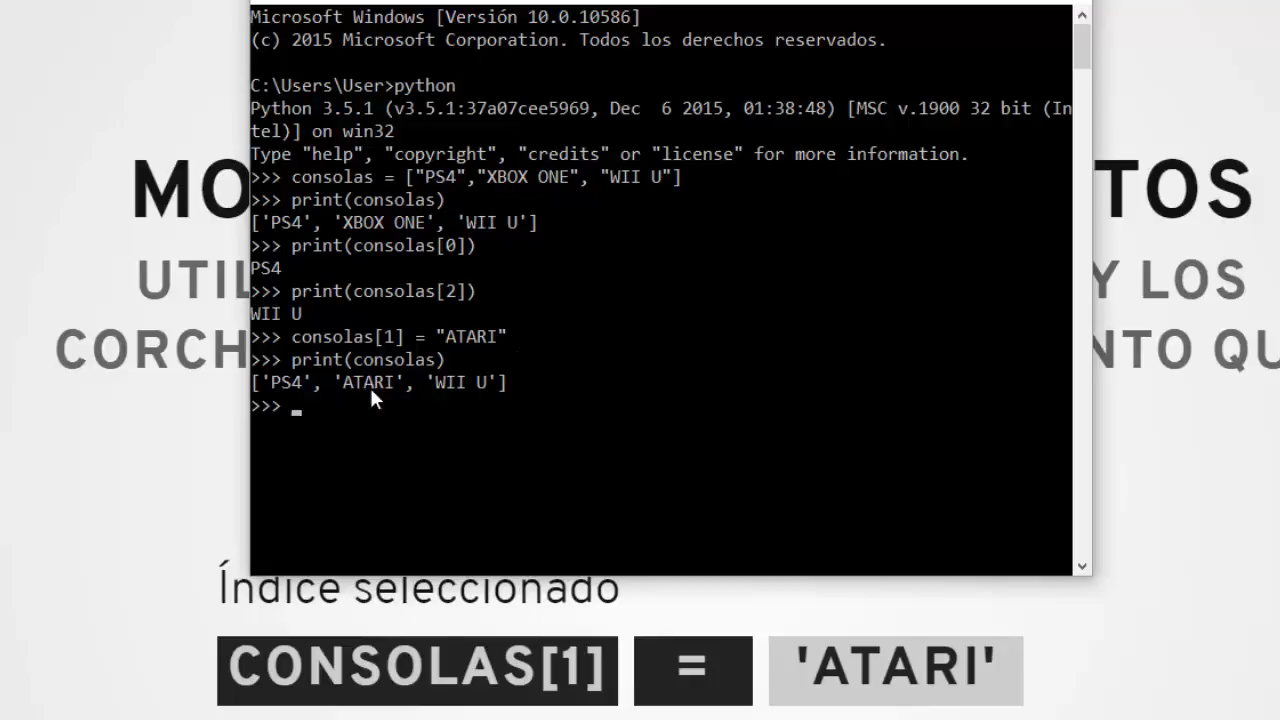 Microsoft Windows [Versión 10.0.10586]
(c) 2015 Microsoft Corporation. Todos los derechos reservados.
C:\Users\User>python
Python 3.5.1 (v3.5.1:37a07cee5969, Dec  6 2015, 01:38:48) [MSC v.1900 32 bit (In
tel)] on win32
Type "help", "copyright", "credits" or "license" for more information.
>>> consolas = ["PS4","XBOX ONE", "WII U"]
>>> print(consolas)
['PS4', 'XBOX ONE', 'WII U']
>>> print(consolas[0])
PS4
>>> print(consolas[2])
WII U
>>> consolas[1] = "ATARI"
>>> print(consolas)
['PS4', 'ATARI', 'WII U']
>>> _
MO TOS
UTIL Y LOS
CORCH NTO QU
Índice seleccionado
CONSOLAS[1] = 'ATARI'